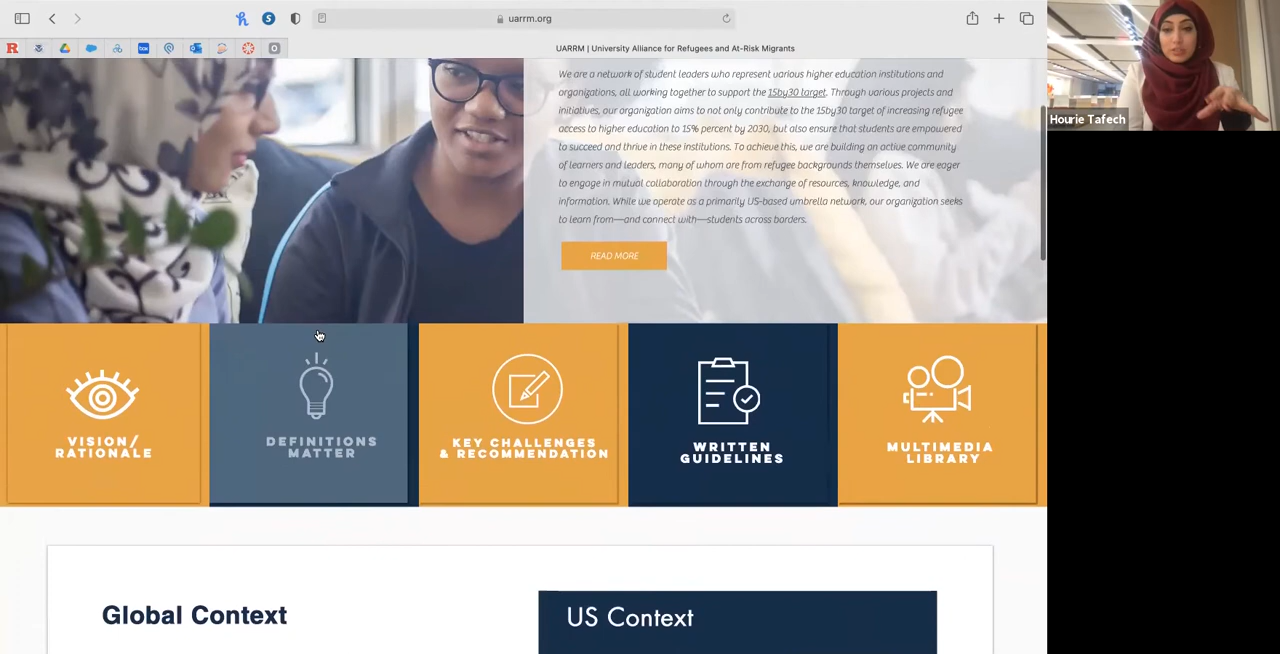 uarrm.org
UARRM | University Alliance for Refugees and At-Risk Migrants
We are a network of student leaders who represent various higher education institutions and
organizations, all working together to support the 15by30 target. Through various projects and
initiatives, our organization aims to not only contribute to the 15by30 target of increasing refugee
access to higher education to 15% percent by 2030, but also ensure that students are empowered
to succeed and thrive in these institutions. To achieve this, we are building an active community
of learners and leaders, many of whom are from refugee backgrounds themselves. We are eager
to engage in mutual collaboration through the exchange of resources, knowledge, and
information. While we operate as a primarily US-based umbrella network, our organization seeks
to learn from—and connect with—students across borders.
READ MORE
Hourie Tafech
VISION/
RATIONALE
DEFINITIONS
MATTER
KEY CHALLENGES
& RECOMMENDATION
WRITTEN
GUIDELINES
MULTIMEDIA
LIBRARY
Global Context
US Context